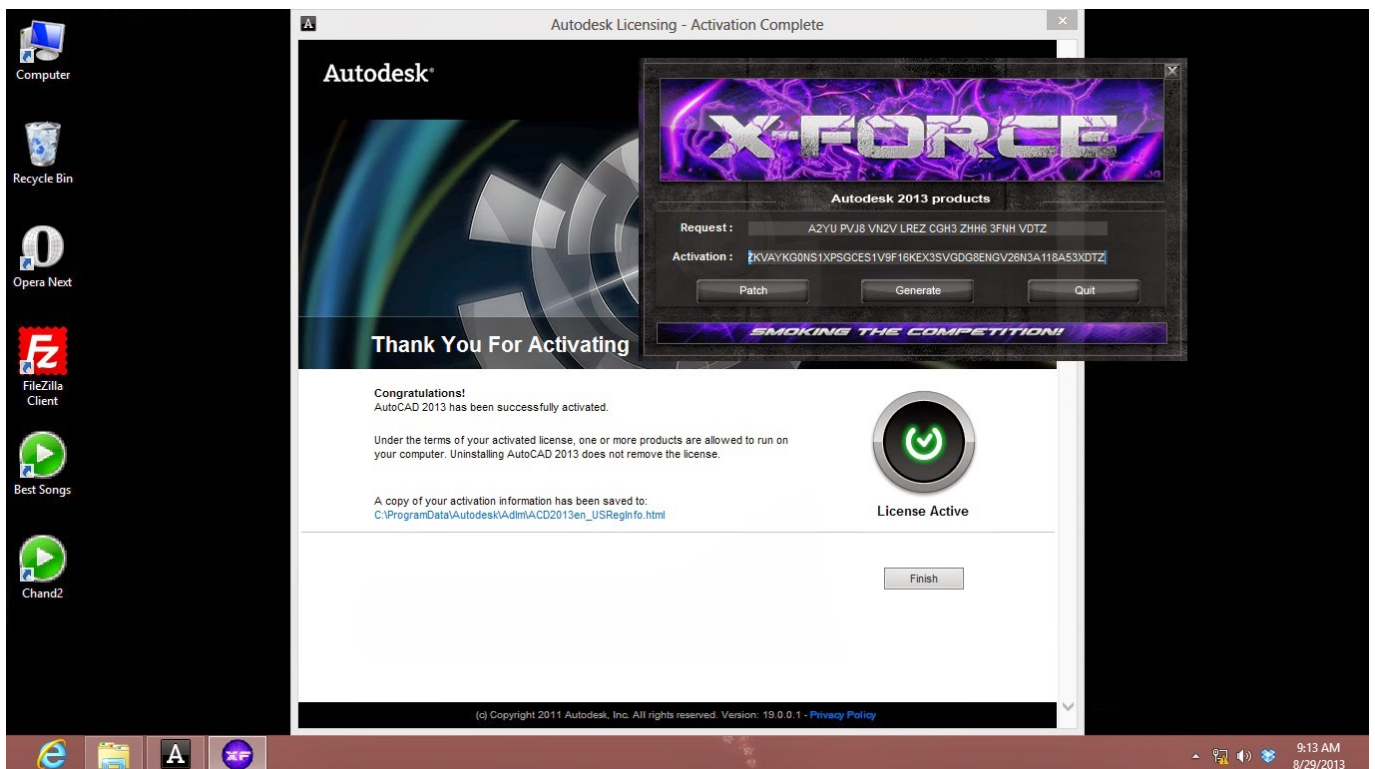 Autodesk Licensing - Activation Complete
Computer
Recycle Bin
Opera Next
FileZilla
Client
Best Songs
Chand2
Autodesk
X-FORCE
Autodesk 2013 products
Request : A2YU PVJ8 VN2V LREZ CGH3 ZHH6 3FNH VDTZ
Activation : ZKVAYKG0NS1XPSGCES1V9F16KEX3SVGDG8ENGV26N3A118A53XDTZ
Patch Generate Quit
SMOKING THE COMPETITION!
Thank You For Activating
Congratulations!
AutoCAD 2013 has been successfully activated.
Under the terms of your activated license, one or more products are allowed to run on
your computer. Uninstalling AutoCAD 2013 does not remove the license.
A copy of your activation information has been saved to:
C:\ProgramData\Autodesk\Adlm\ACD2013en_USRegInfo.html
License Active
Finish
(c) Copyright 2011 Autodesk, Inc. All rights reserved. Version: 19.0.0.1 - Privacy Policy
9:13 AM
8/29/2013